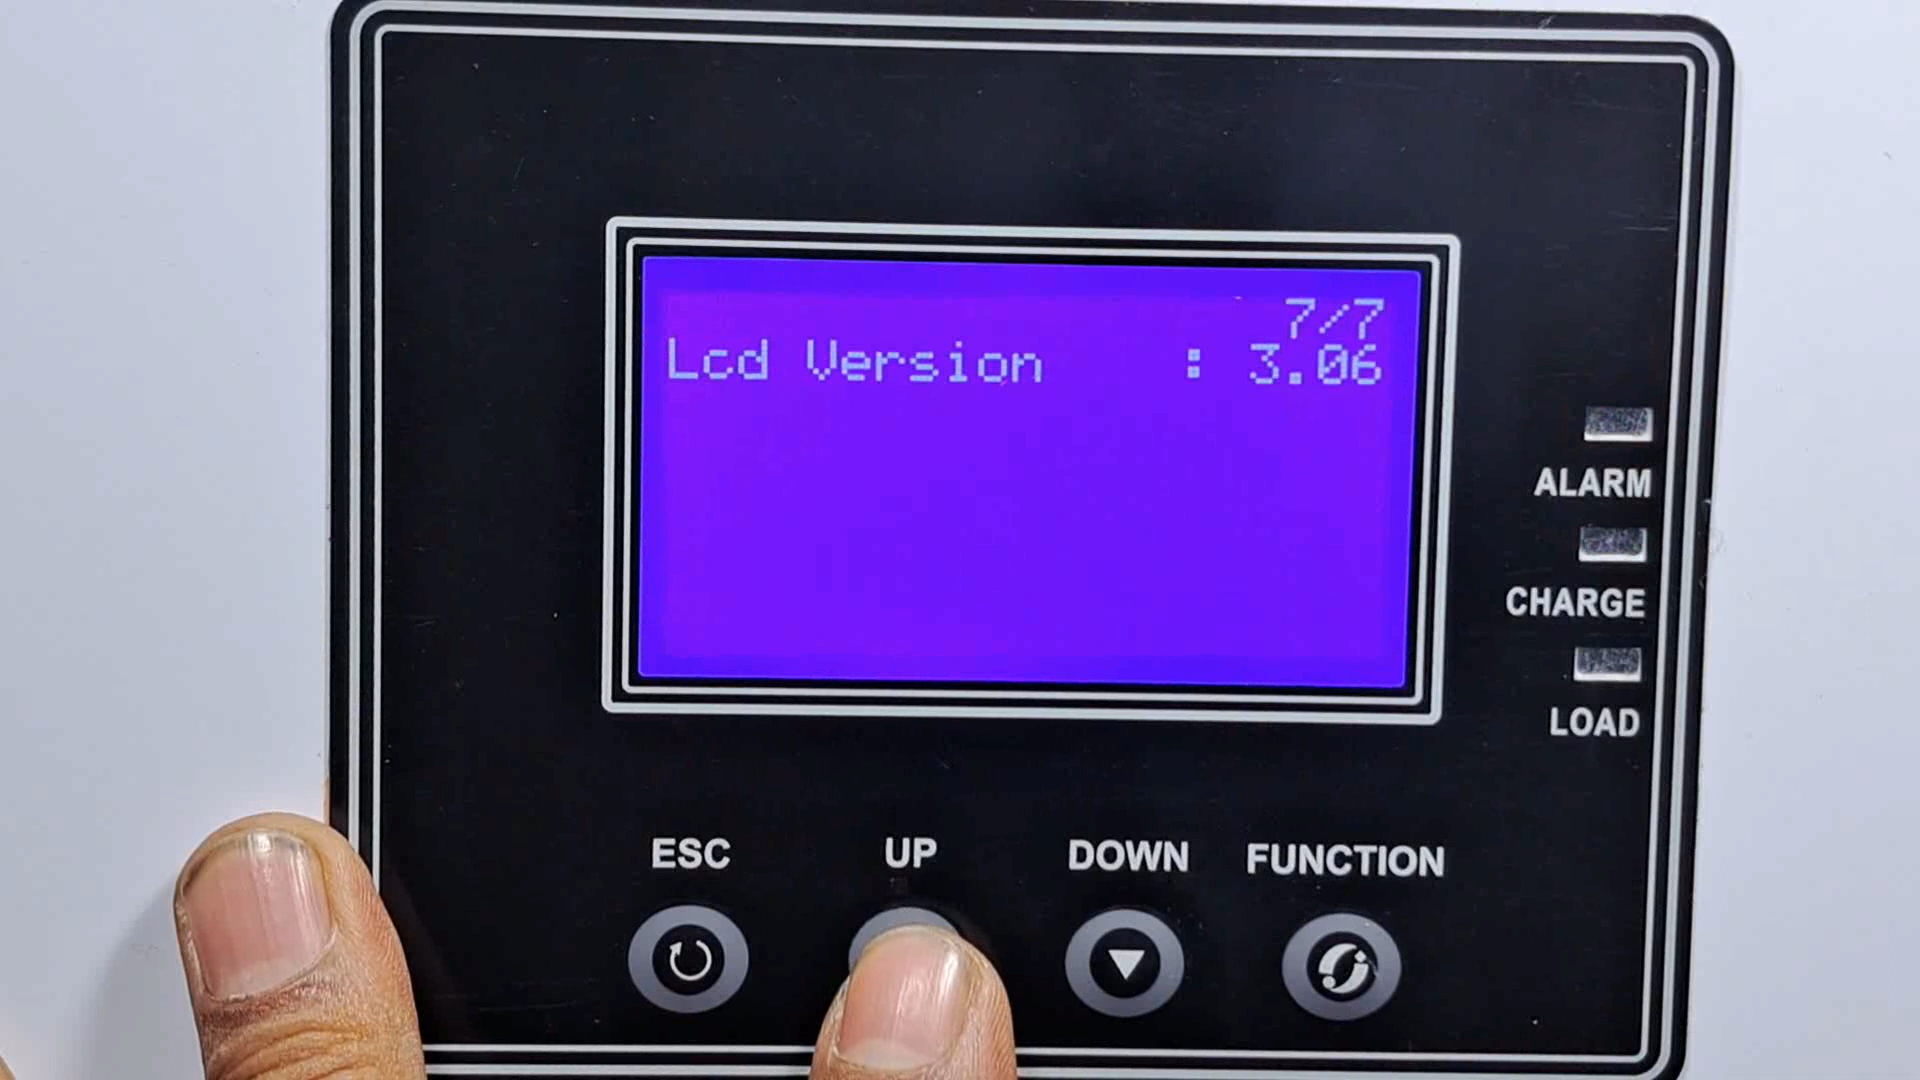 7/7
Lcd Version : 3.06
ALARM
CHARGE
LOAD
ESC UP DOWN FUNCTION